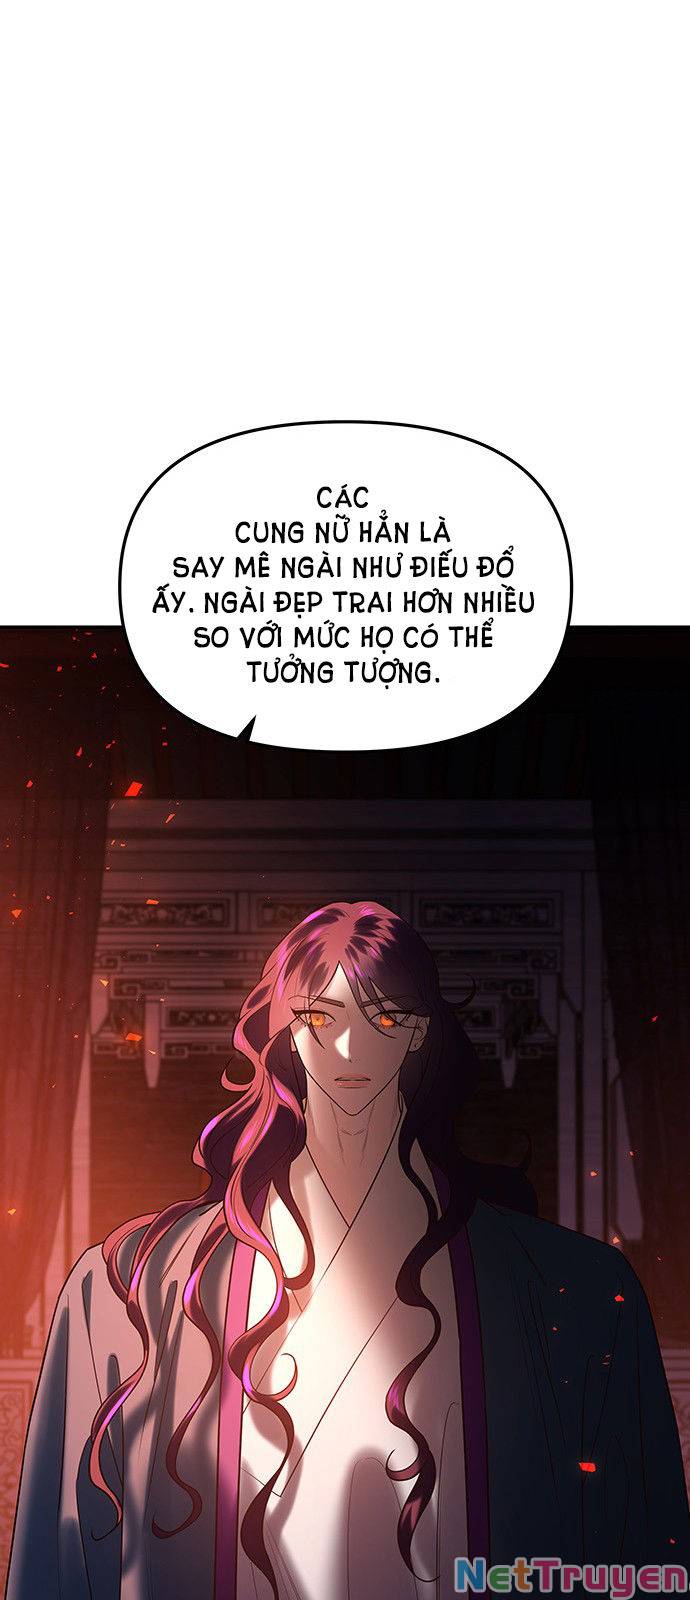 CÁC
CUNG NỮ HẲN LÀ
SAY MÊ NGÀI NHƯ ĐIẾU ĐỔ
ẤY. NGÀI ĐẸP TRAI HƠN NHIỀU
SO VỚI MỨC HỌ CÓ THỂ
TƯỞNG TƯỢNG.
NetTruyen